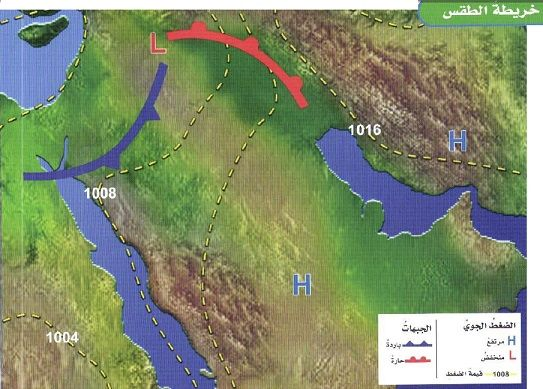 خريطة الطقس
L
1016
H
1008
H
1004
الضغط الجويّ
H مرتفع
L منخفض
1008 قيمة الضغط
الجبهات
باردة
حارة